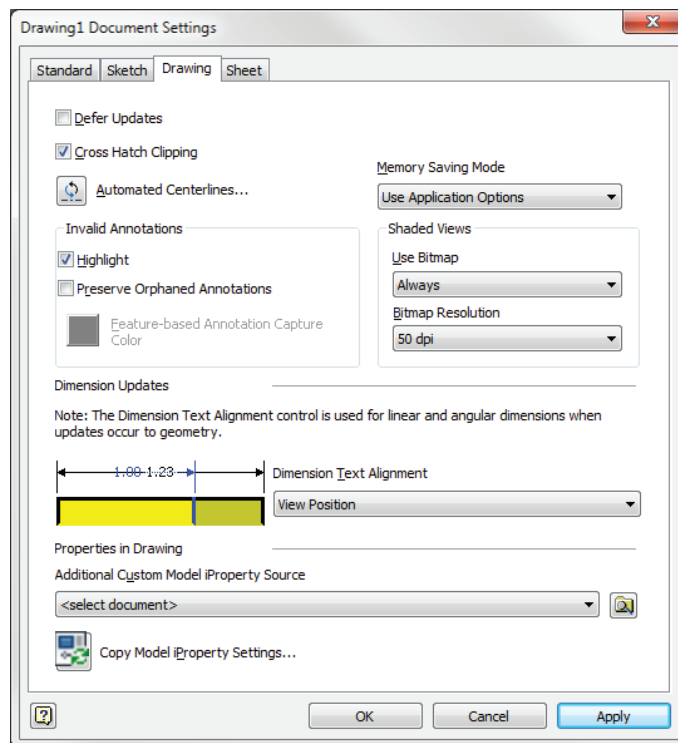 Drawing1 Document Settings
Standard Sketch Drawing Sheet
Defer Updates
Cross Hatch Clipping
Memory Saving Mode
Automated Centerlines...
Use Application Options
Invalid Annotations
Shaded Views
Highlight
Use Bitmap
Always
Preserve Orphaned Annotations
Bitmap Resolution
Feature-based Annotation Capture
Color
50 dpi
Dimension Updates
Note: The Dimension Text Alignment control is used for linear and angular dimensions when
updates occur to geometry.
1.00 1.23
Dimension Text Alignment
View Position
Properties in Drawing
Additional Custom Model iProperty Source
<select document>
Copy Model iProperty Settings...
?
OK Cancel Apply